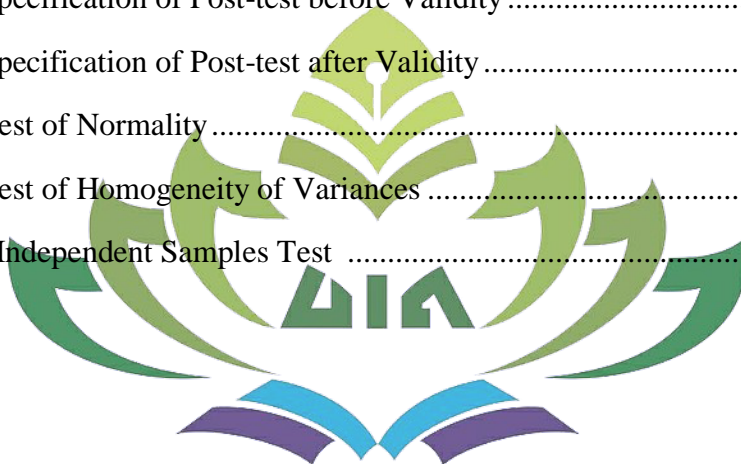 pecification of Post-test before Validity................................
pecification of Post-test after Validity....................................
est of Normality.............................................................................
est of Homogeneity of Variances ............................................
Independent Samples Test ........................................................
UIN